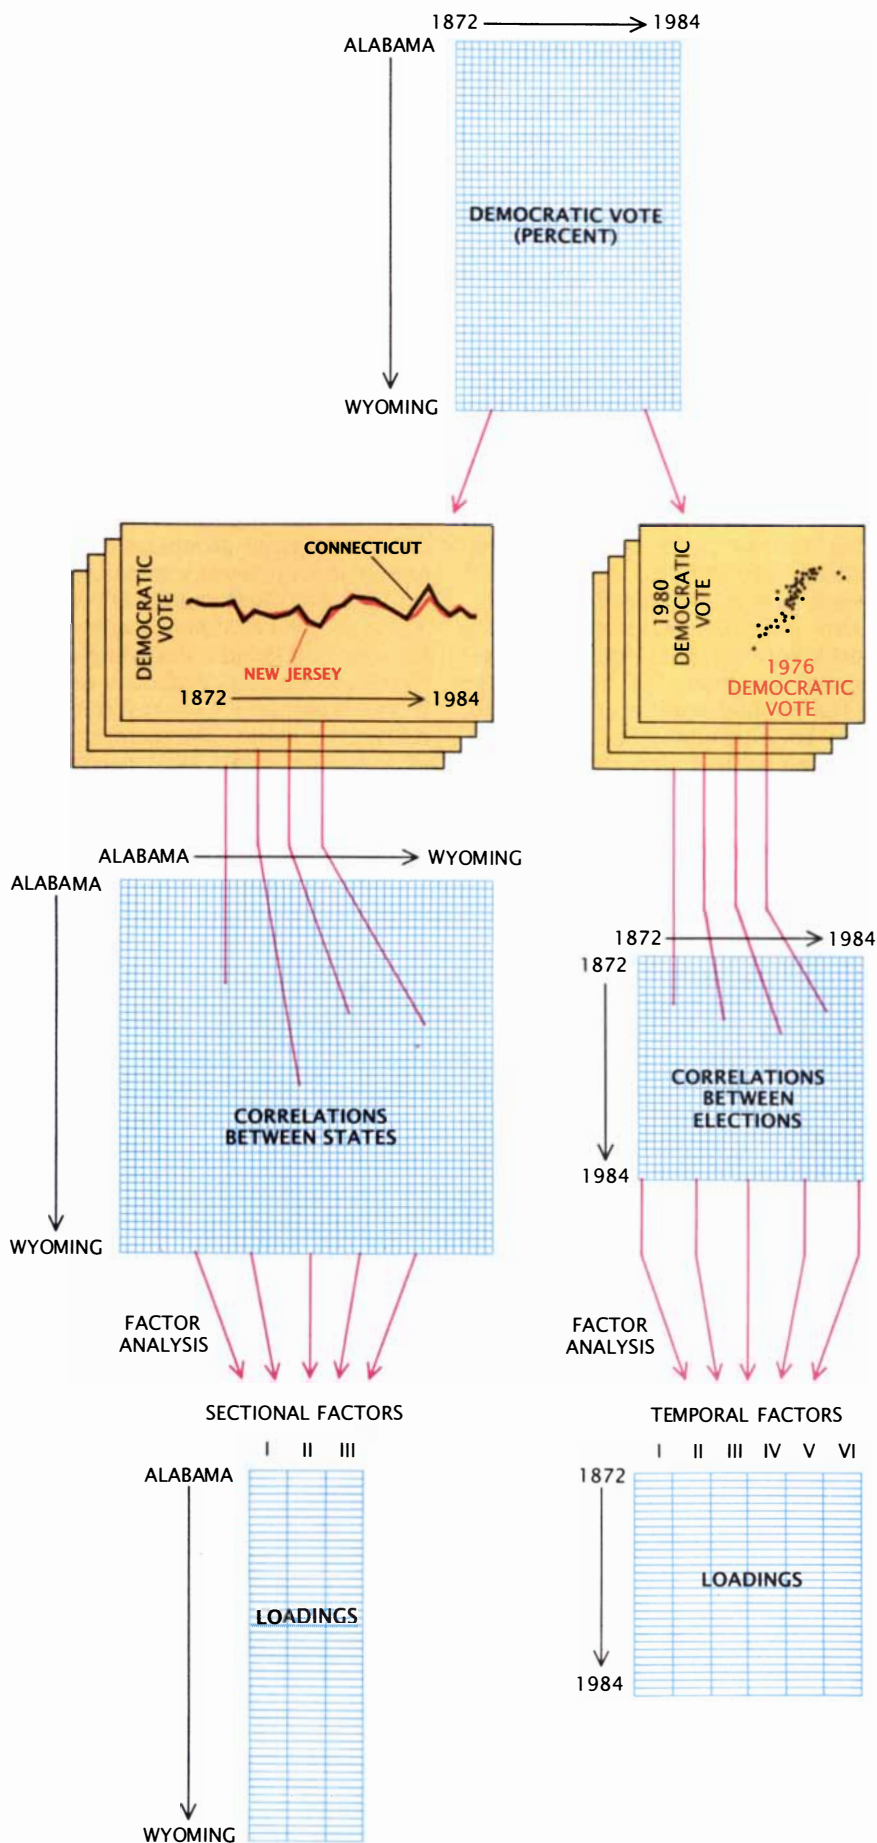 1872 1984
ALABAMA
DEMOCRATIC VOTE
(PERCENT)
WYOMING
DEMOCRATIC
VOTE
CONNECTICUT
NEW JERSEY
1872 1984
1980
DEMOCRATIC
VOTE
1976
DEMOCRATIC
VOTE
ALABAMA WYOMING
ALABAMA
CORRELATIONS
BETWEEN STATES
WYOMING
1872 1984
1872
CORRELATIONS
BETWEEN
ELECTIONS
1984
FACTOR
ANALYSIS
FACTOR
ANALYSIS
SECTIONAL FACTORS
I II III
ALABAMA
LOADINGS
WYOMING
TEMPORAL FACTORS
I II III IV V VI
1872
LOADINGS
1984